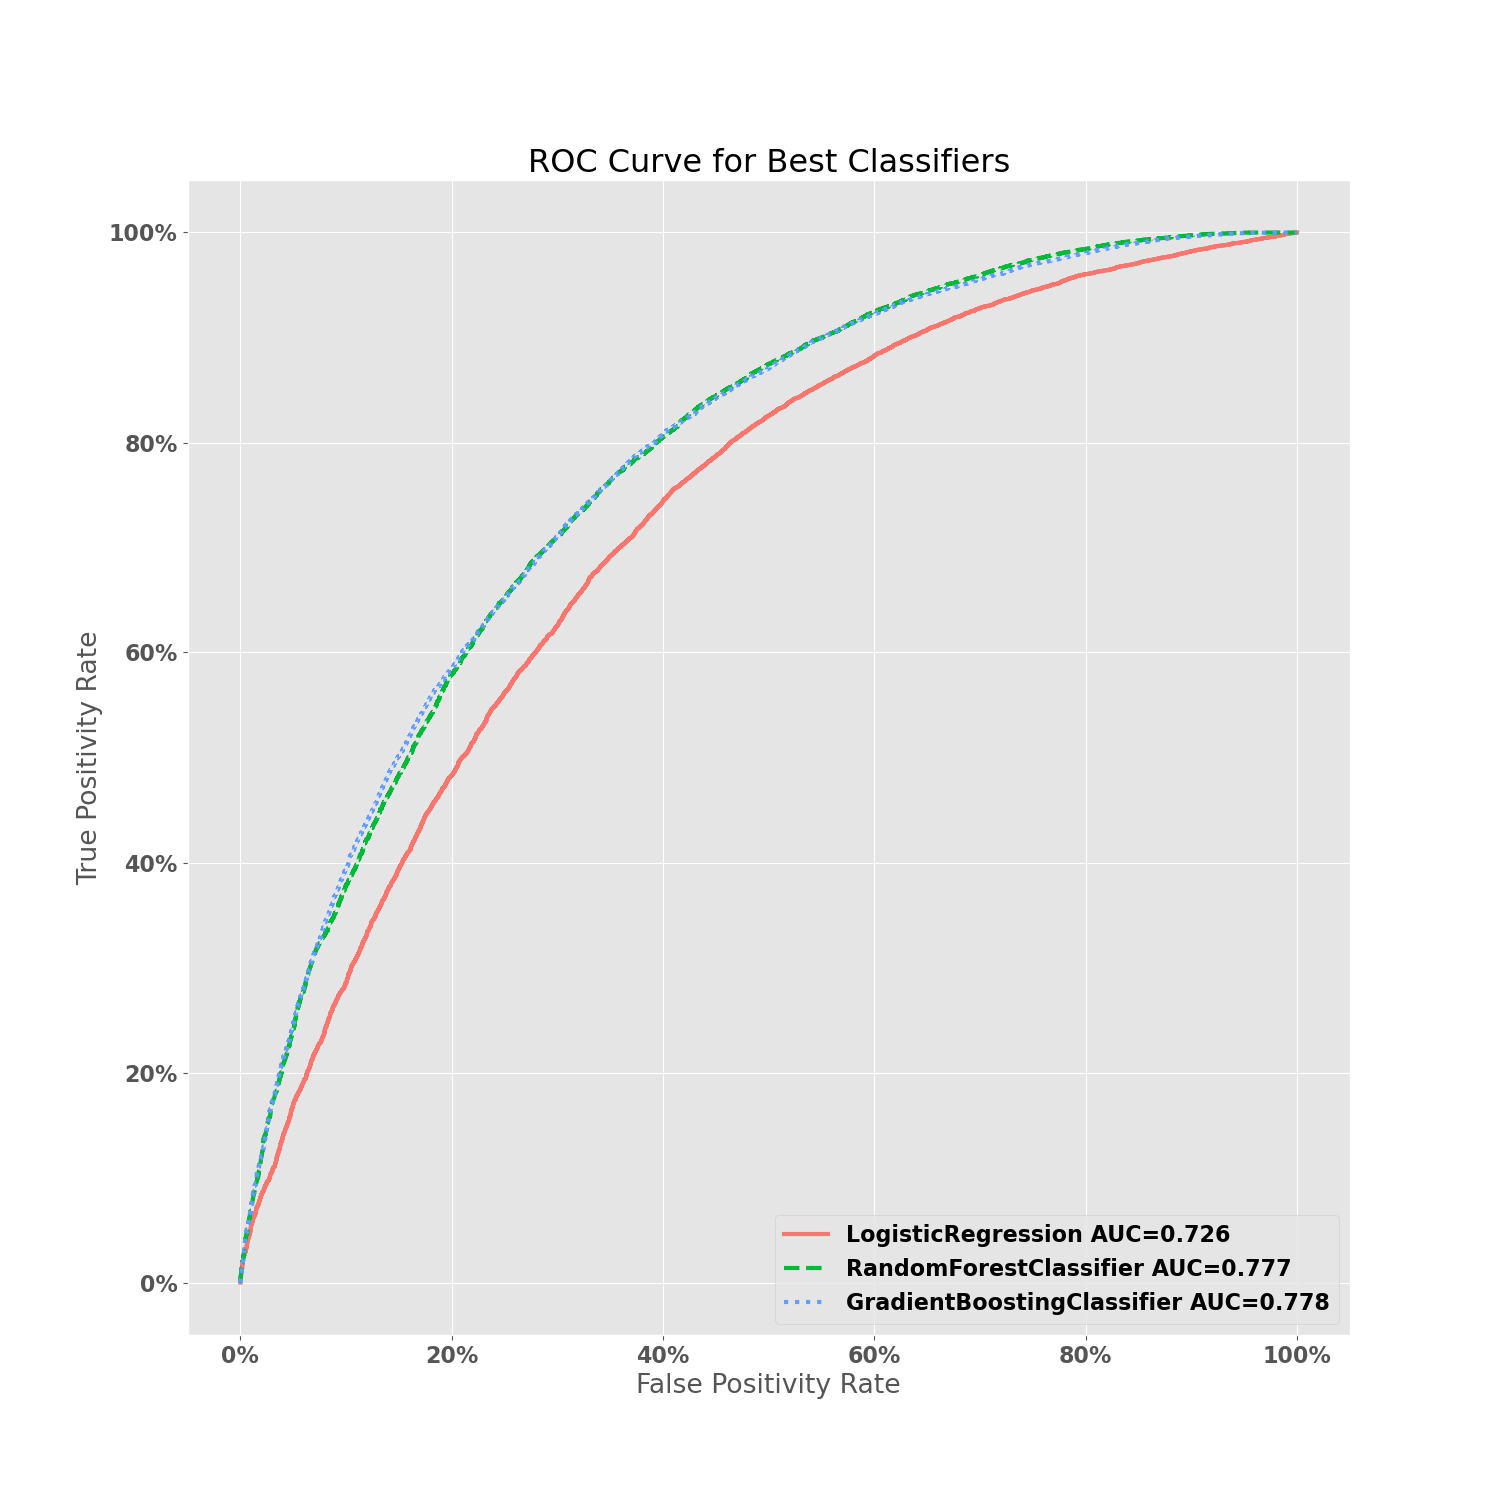 ROC Curve for Best Classifiers
100%
80%
60%
40%
20%
0%
True Positivity Rate
LogisticRegression AUC=0.726
RandomForestClassifier AUC=0.777
GradientBoostingClassifier AUC=0.778
0% 20% 40% 60% 80% 100%
False Positivity Rate